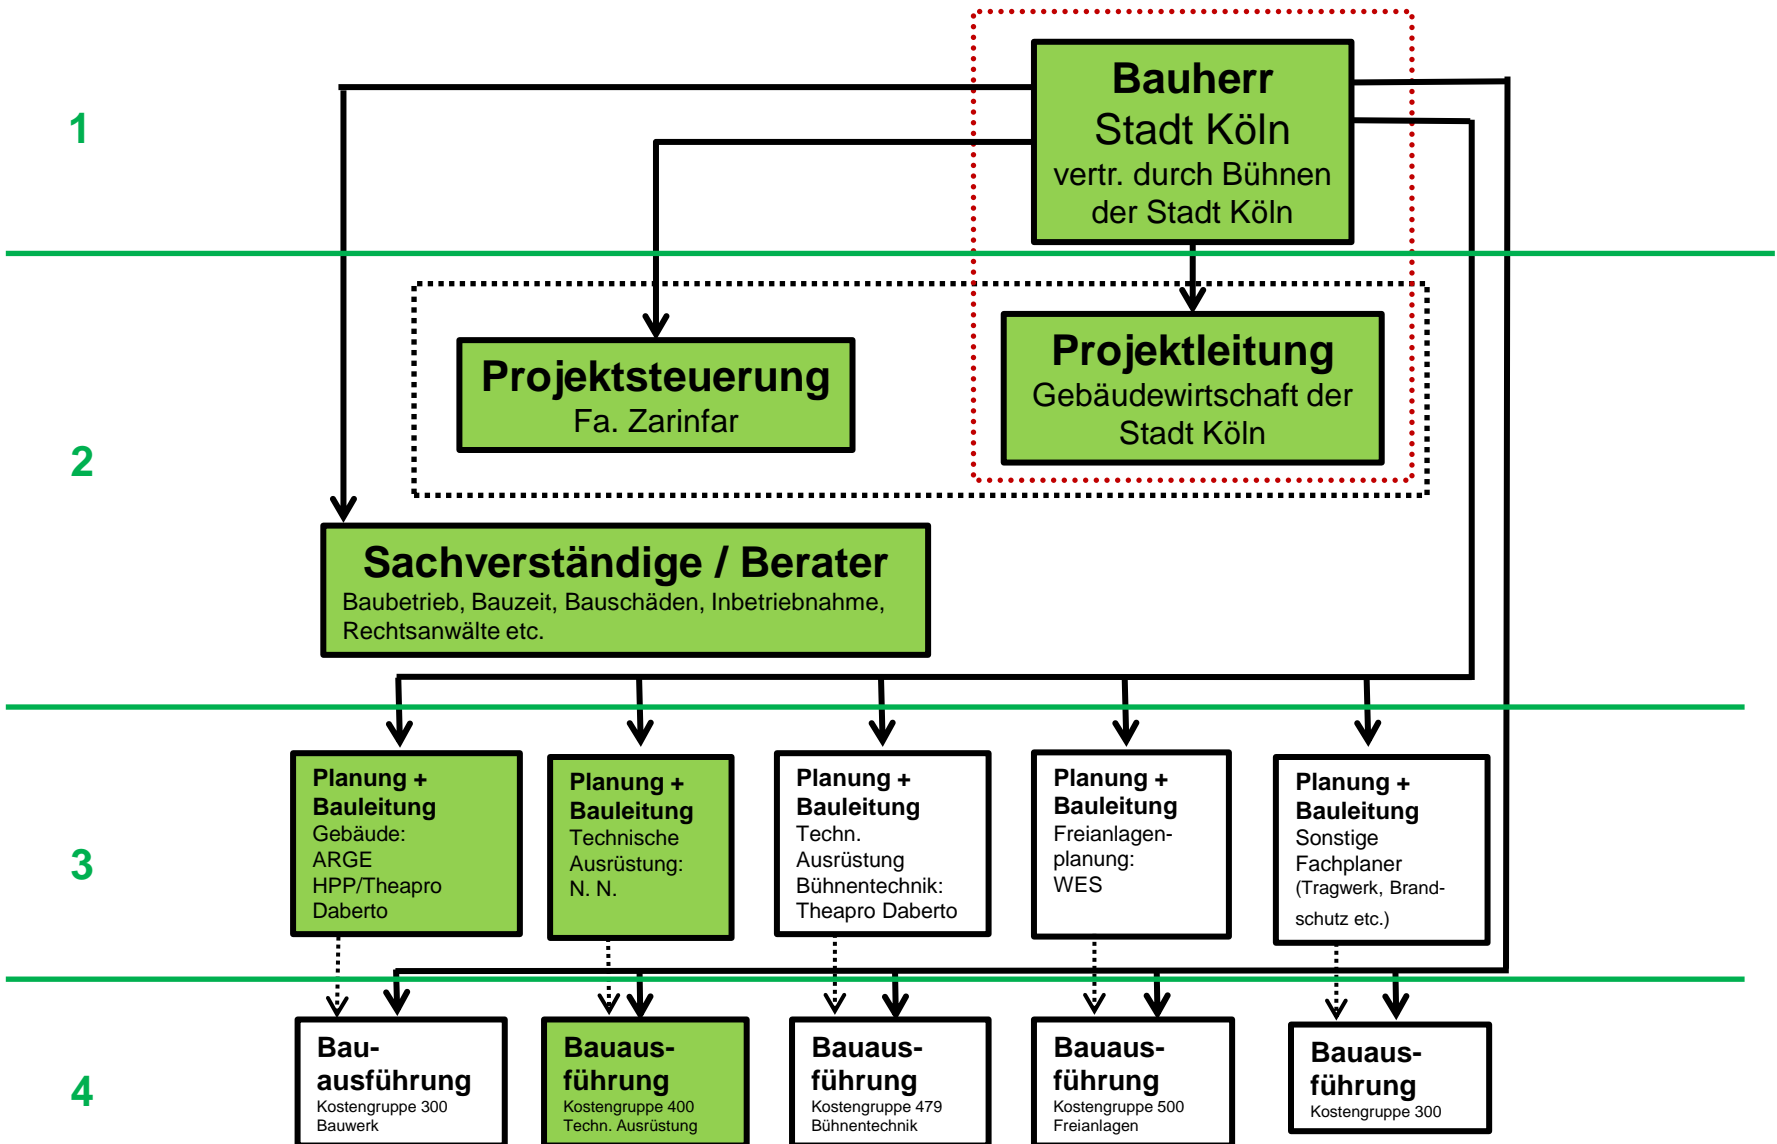 1
Bauherr
Stadt Köln
vertr. durch Bühnen
der Stadt Köln
2
Projektsteuerung
Fa. Zarinfar
Projektleitung
Gebäudewirtschaft der
Stadt Köln
Sachverständige / Berater
Baubetrieb, Bauzeit, Bauschäden, Inbetriebnahme,
Rechtsanwälte etc.
3
Planung +
Bauleitung
Gebäude:
ARGE
HPP/Theapro
Daberto
Planung +
Bauleitung
Technische
Ausrüstung:
N. N.
Planung +
Bauleitung
Techn.
Ausrüstung
Bühnentechnik:
Theapro Daberto
Planung +
Bauleitung
Freianlagen-
planung:
WES
Planung +
Bauleitung
Sonstige
Fachplaner
(Tragwerk, Brand-
schutz etc.)
4
Bau-
ausführung
Kostengruppe 300
Bauwerk
Bauaus-
führung
Kostengruppe 400
Techn. Ausrüstung
Bauaus-
führung
Kostengruppe 479
Bühnentechnik
Bauaus-
führung
Kostengruppe 500
Freianlagen
Bauaus-
führung
Kostengruppe 300